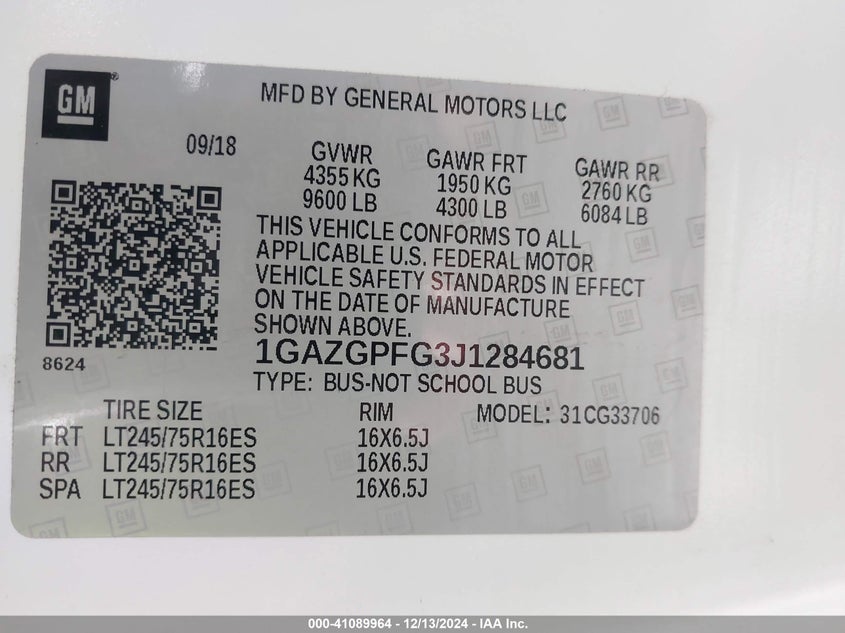 GM
MFD BY GENERAL MOTORS LLC
09/18
GVWR GAWR FRT GAWR RR
4355 KG 1950 KG 2760 KG
9600 LB 4300 LB 6084 LB
THIS VEHICLE CONFORMS TO ALL
APPLICABLE U.S. FEDERAL MOTOR
VEHICLE SAFETY STANDARDS IN EFFECT
ON THE DATE OF MANUFACTURE
SHOWN ABOVE.
8624
1GAZGPFG3J1284681
TYPE: BUS-NOT SCHOOL BUS
TIRE SIZE RIM MODEL: 31CG33706
FRT LT245/75R16ES 16X6.5J
RR LT245/75R16ES 16X6.5J
SPA LT245/75R16ES 16X6.5J
000-41089964 - 12/13/2024 - IAA Inc.